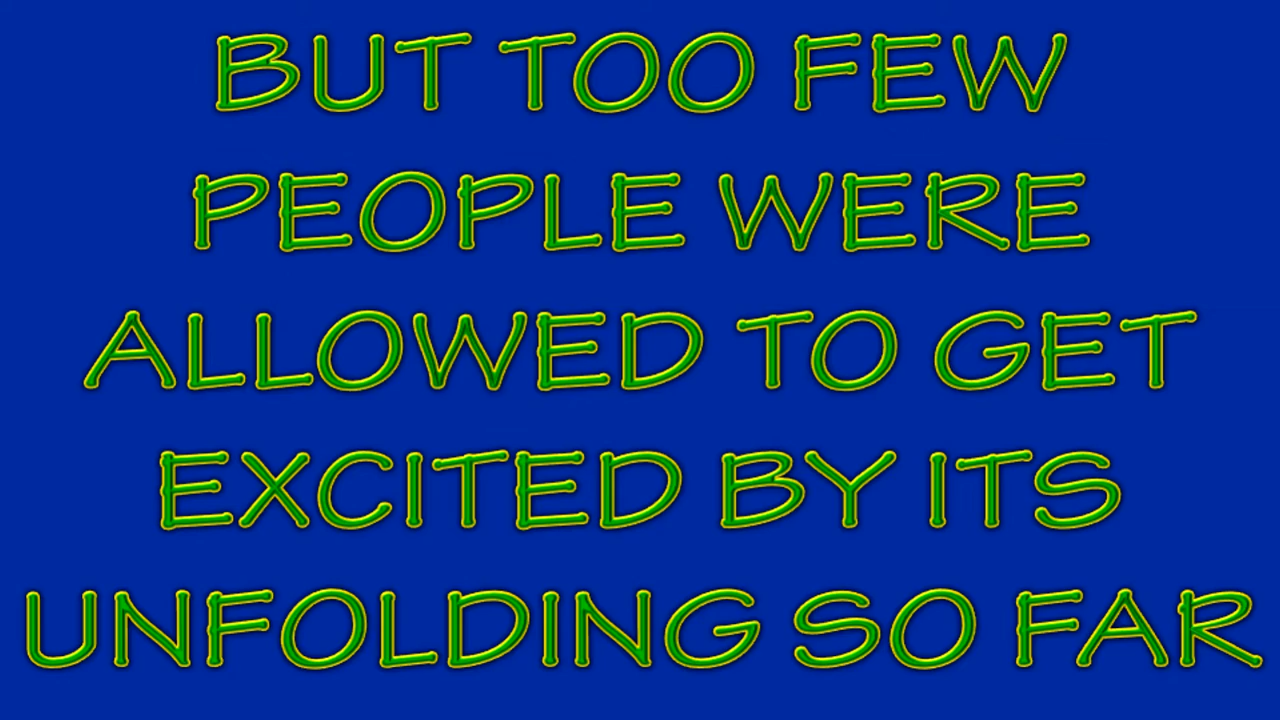 BUT TOO FEW
PEOPLE WERE
ALLOWED TO GET
EXCITED BY ITS
UNFOLDING SO FAR